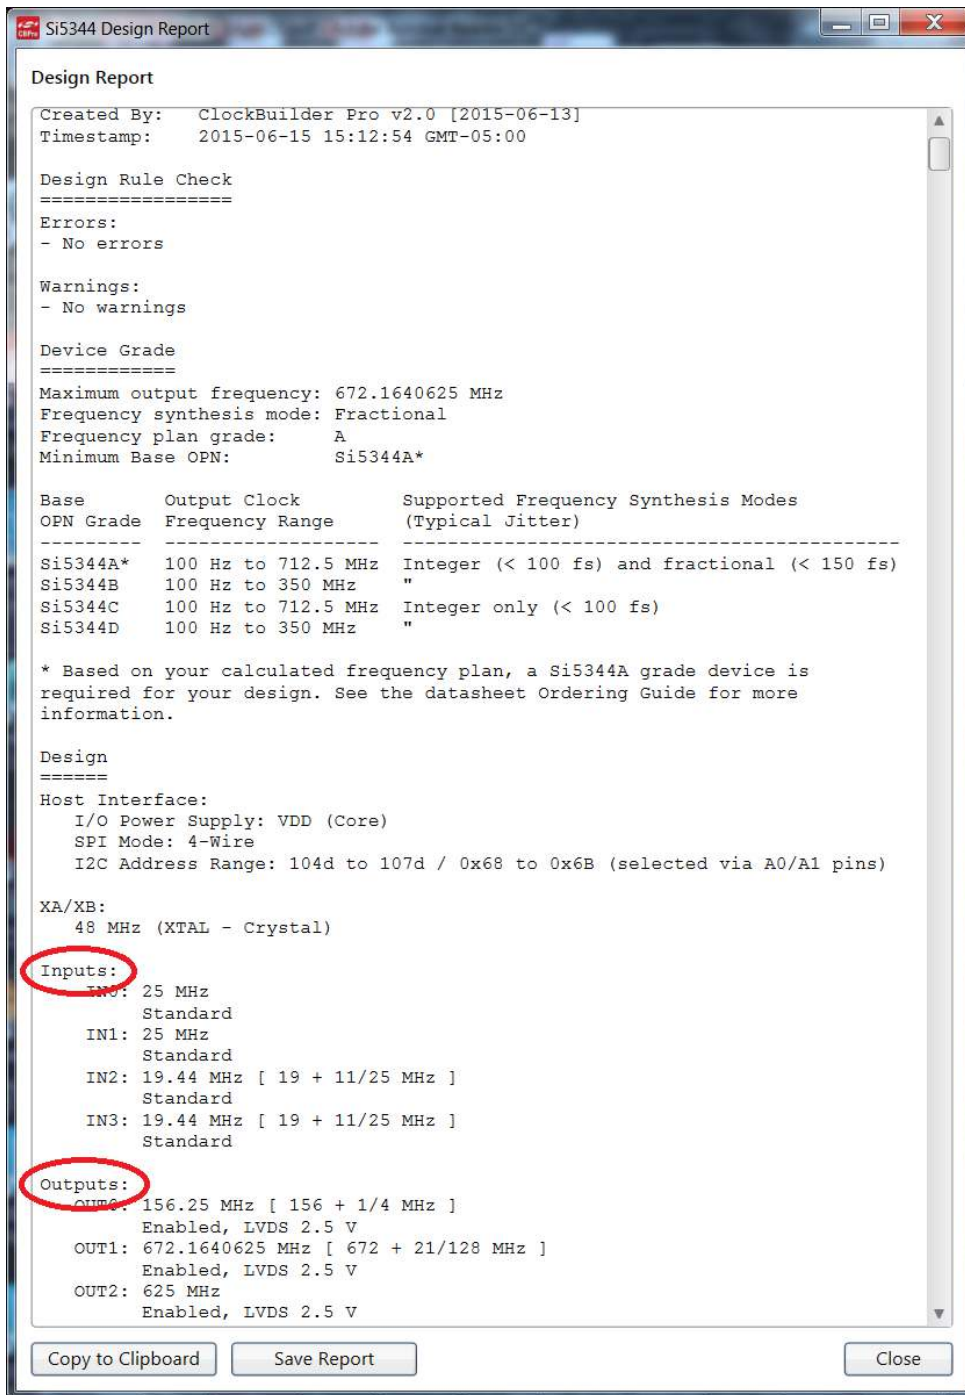 Si5344 Design Report
Design Report
Created By:   ClockBuilder Pro v2.0 [2015-06-13]
Timestamp:    2015-06-15 15:12:54 GMT-05:00
Design Rule Check
=================
Errors:
- No errors
Warnings:
- No warnings
Device Grade
============
Maximum output frequency: 672.1640625 MHz
Frequency synthesis mode: Fractional
Frequency plan grade:     A
Minimum Base OPN:         Si5344A*
Base       Output Clock         Supported Frequency Synthesis Modes
OPN Grade  Frequency Range      (Typical Jitter)
---------  -------------------  --------------------------------------------
Si5344A*   100 Hz to 712.5 MHz  Integer (< 100 fs) and fractional (< 150 fs)
Si5344B    100 Hz to 350 MHz    "
Si5344C    100 Hz to 712.5 MHz  Integer only (< 100 fs)
Si5344D    100 Hz to 350 MHz    "
* Based on your calculated frequency plan, a Si5344A grade device is
required for your design. See the datasheet Ordering Guide for more
information.
Design
======
Host Interface:
   I/O Power Supply: VDD (Core)
   SPI Mode: 4-Wire
   I2C Address Range: 104d to 107d / 0x68 to 0x6B (selected via A0/A1 pins)
XA/XB:
   48 MHz (XTAL - Crystal)
Inputs:
    IN0: 25 MHz
         Standard
    IN1: 25 MHz
         Standard
    IN2: 19.44 MHz [ 19 + 11/25 MHz ]
         Standard
    IN3: 19.44 MHz [ 19 + 11/25 MHz ]
         Standard
Outputs:
   OUT0: 156.25 MHz [ 156 + 1/4 MHz ]
         Enabled, LVDS 2.5 V
   OUT1: 672.1640625 MHz [ 672 + 21/128 MHz ]
         Enabled, LVDS 2.5 V
   OUT2: 625 MHz
         Enabled, LVDS 2.5 V
Copy to Clipboard   Save Report   Close